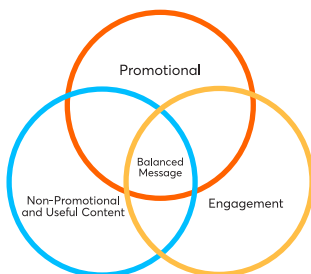 Promotional
Balanced
Message
Non-Promotional
and Useful Content
Engagement